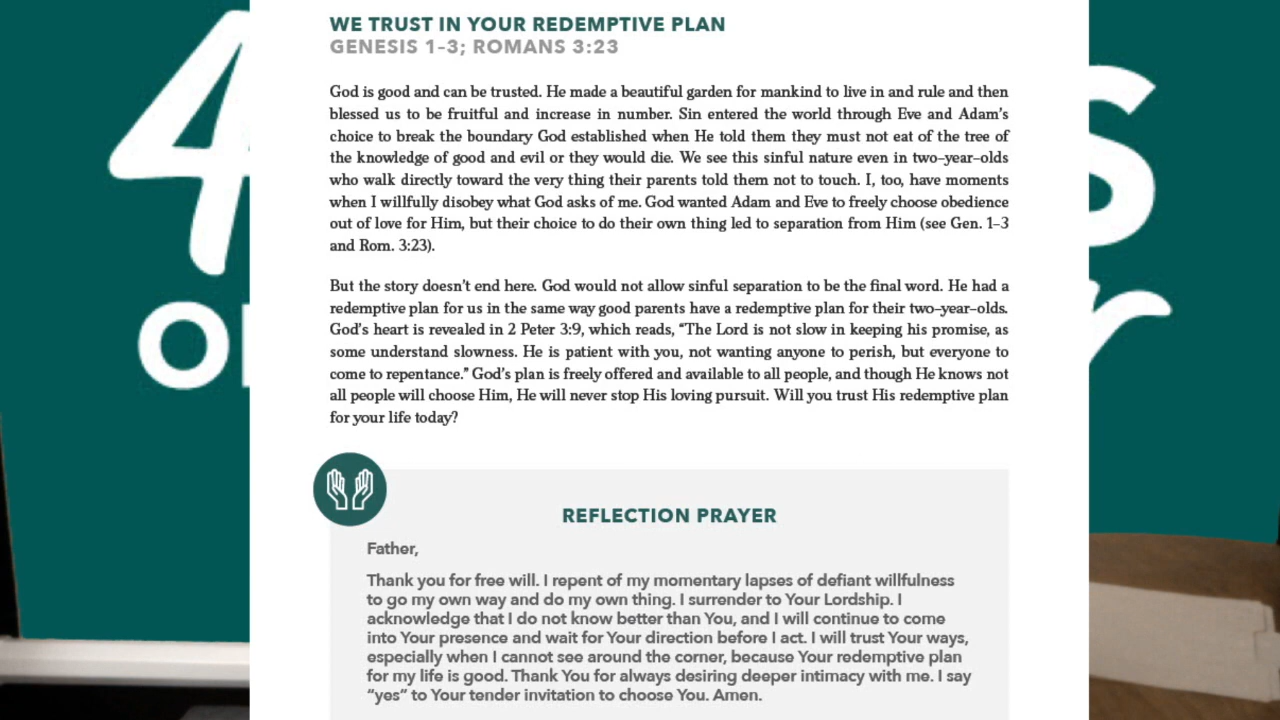 WE TRUST IN YOUR REDEMPTIVE PLAN
GENESIS 1–3; ROMANS 3:23
God is good and can be trusted. He made a beautiful garden for mankind to live in and rule and then
blessed us to be fruitful and increase in number. Sin entered the world through Eve and Adam’s
choice to break the boundary God established when He told them they must not eat of the tree of
the knowledge of good and evil or they would die. We see this sinful nature even in two–year–olds
who walk directly toward the very thing their parents told them not to touch. I, too, have moments
when I willfully disobey what God asks of me. God wanted Adam and Eve to freely choose obedience
out of love for Him, but their choice to do their own thing led to separation from Him (see Gen. 1–3
and Rom. 3:23).
But the story doesn’t end here. God would not allow sinful separation to be the final word. He had a
redemptive plan for us in the same way good parents have a redemptive plan for their two–year–olds.
God’s heart is revealed in 2 Peter 3:9, which reads, “The Lord is not slow in keeping his promise, as
some understand slowness. He is patient with you, not wanting anyone to perish, but everyone to
come to repentance.” God’s plan is freely offered and available to all people, and though He knows not
all people will choose Him, He will never stop His loving pursuit. Will you trust His redemptive plan
for your life today?
REFLECTION PRAYER
Father,
Thank you for free will. I repent of my momentary lapses of defiant willfulness
to go my own way and do my own thing. I surrender to Your Lordship. I
acknowledge that I do not know better than You, and I will continue to come
into Your presence and wait for Your direction before I act. I will trust Your ways,
especially when I cannot see around the corner, because Your redemptive plan
for my life is good. Thank You for always desiring deeper intimacy with me. I say
“yes” to Your tender invitation to choose You. Amen.